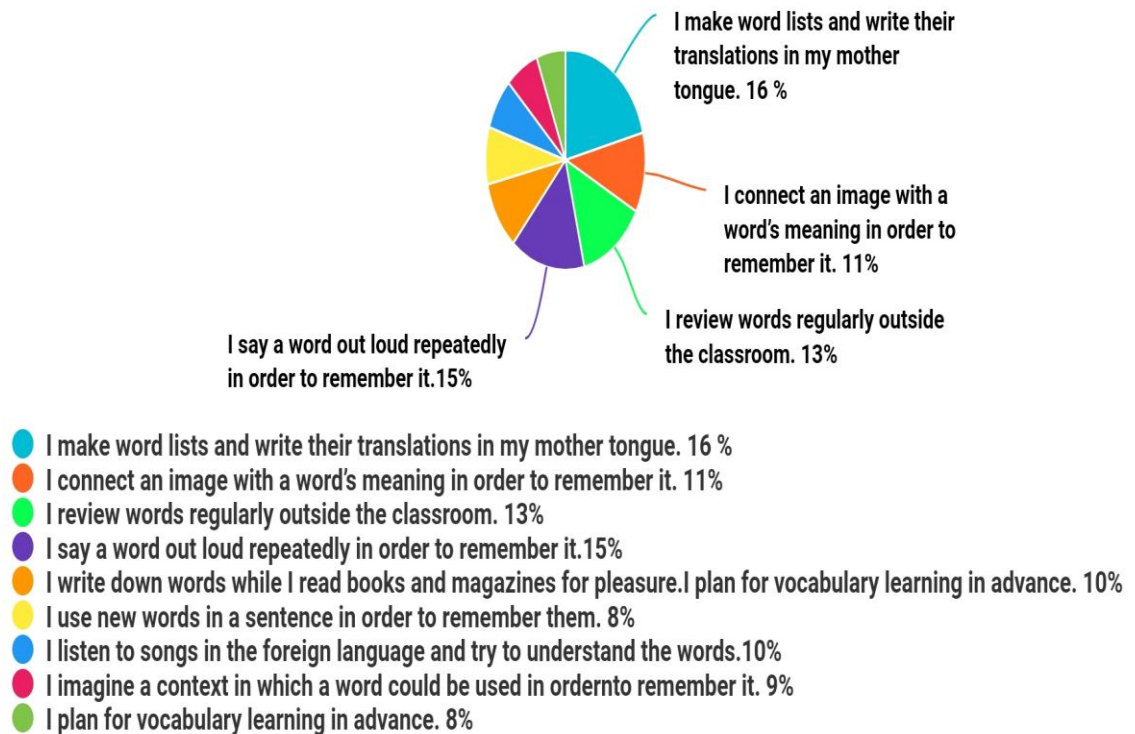 I make word lists and write their
translations in my mother
tongue. 16 %
I connect an image with a
word's meaning in order to
remember it. 11%
I review words regularly outside
the classroom. 13%
I say a word out loud repeatedly
in order to remember it.15%
I make word lists and write their translations in my mother tongue. 16 %
I connect an image with a word's meaning in order to remember it. 11%
I review words regularly outside the classroom. 13%
I say a word out loud repeatedly in order to remember it.15%
I write down words while I read books and magazines for pleasure.I plan for vocabulary learning in advance. 10%
I use new words in a sentence in order to remember them. 8%
I listen to songs in the foreign language and try to understand the words.10%
I imagine a context in which a word could be used in ordernto remember it. 9%
I plan for vocabulary learning in advance. 8%